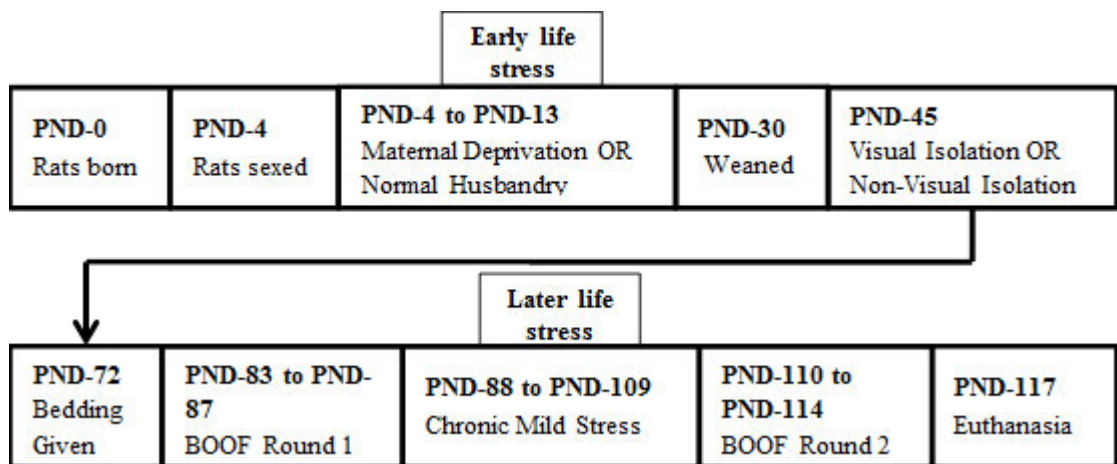 Early life
stress
PND-0
Rats born
PND-4
Rats sexed
PND-4 to PND-13
Maternal Deprivation OR
Normal Husbandry
PND-30
Weaned
PND-45
Visual Isolation OR
Non-Visual Isolation
Later life
stress
PND-72
Bedding
Given
PND-83 to PND-
87
BOOF Round 1
PND-88 to PND-109
Chronic Mild Stress
PND-110 to
PND-114
BOOF Round 2
PND-117
Euthanasia